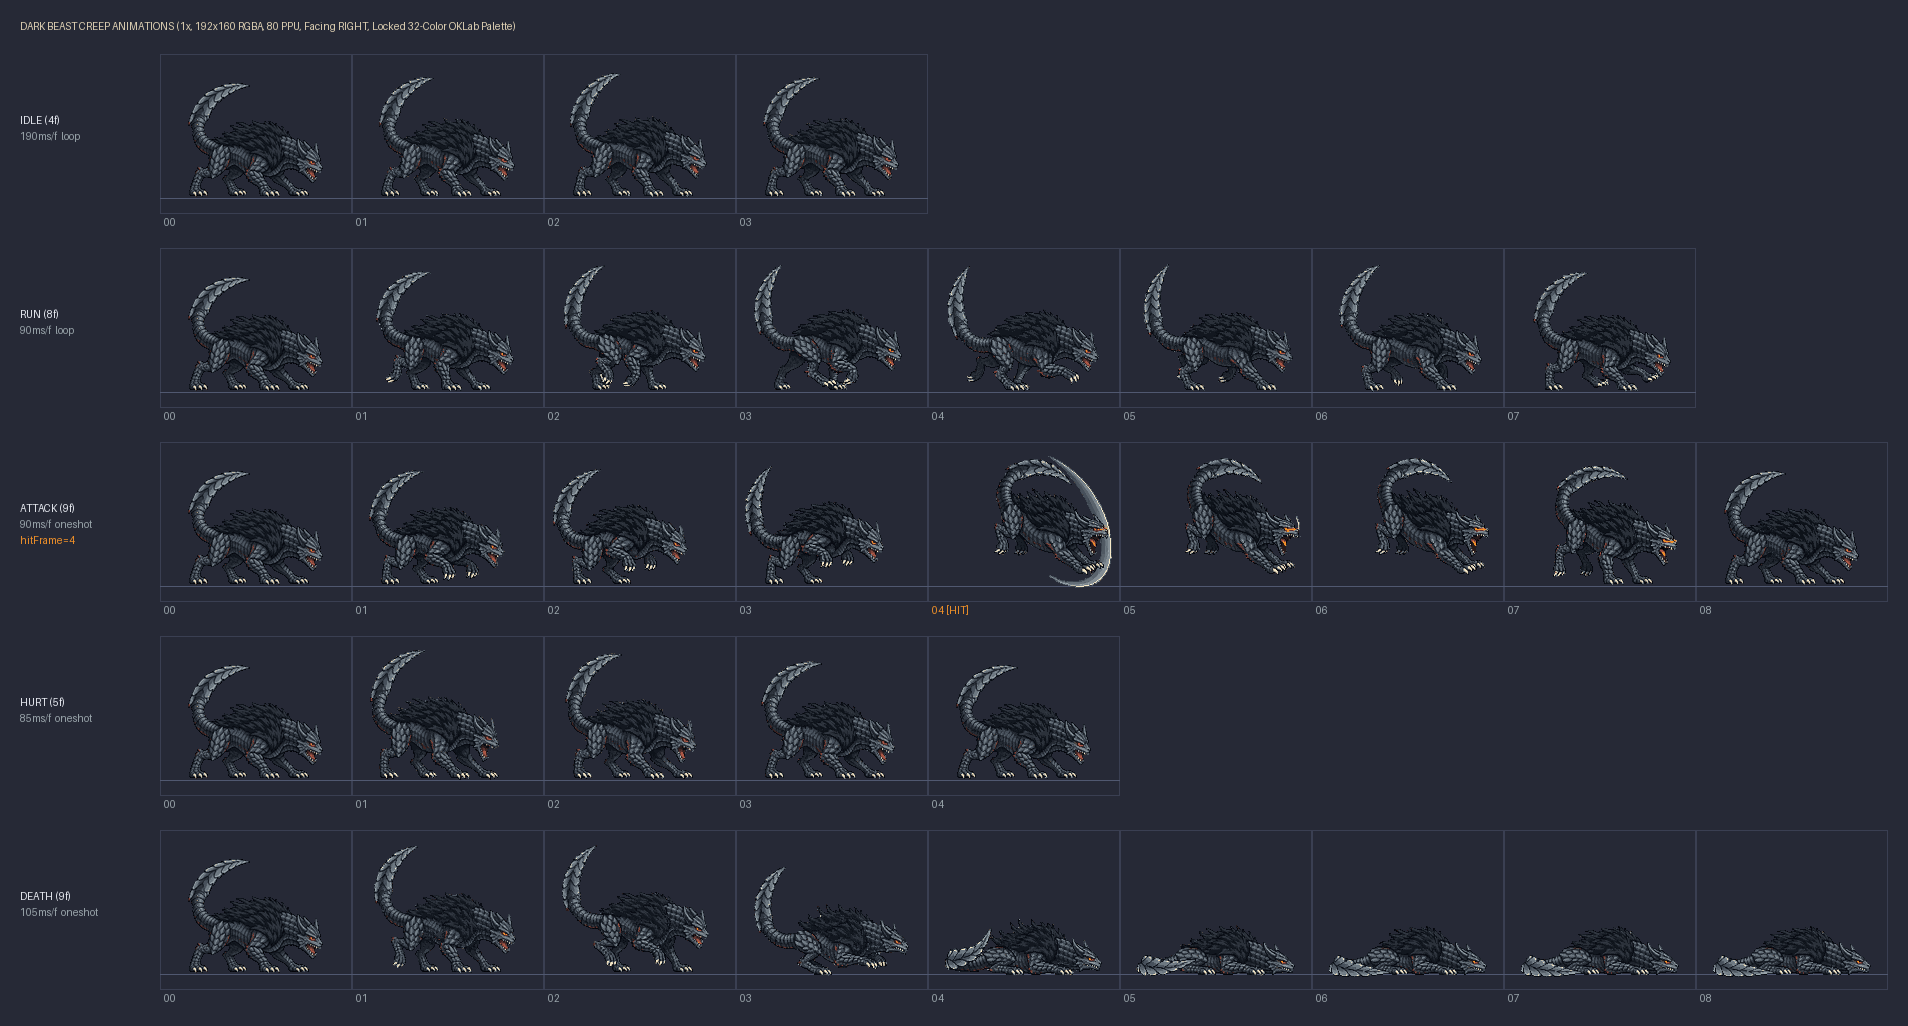 DARK BEAST CREEP ANIMATIONS (1x, 192x160 RGBA, 80 PPU, Facing RIGHT, Locked 32-Color OKLab Palette)
IDLE (4f)
190ms/f loop
00 01 02 03
RUN (8f)
90ms/f loop
00 01 02 03 04 05 06 07
ATTACK (9f)
90ms/f oneshot
hitFrame=4
00 01 02 03 04 [HIT] 05 06 07 08
HURT (5f)
85ms/f oneshot
00 01 02 03 04
DEATH (9f)
105ms/f oneshot
00 01 02 03 04 05 06 07 08